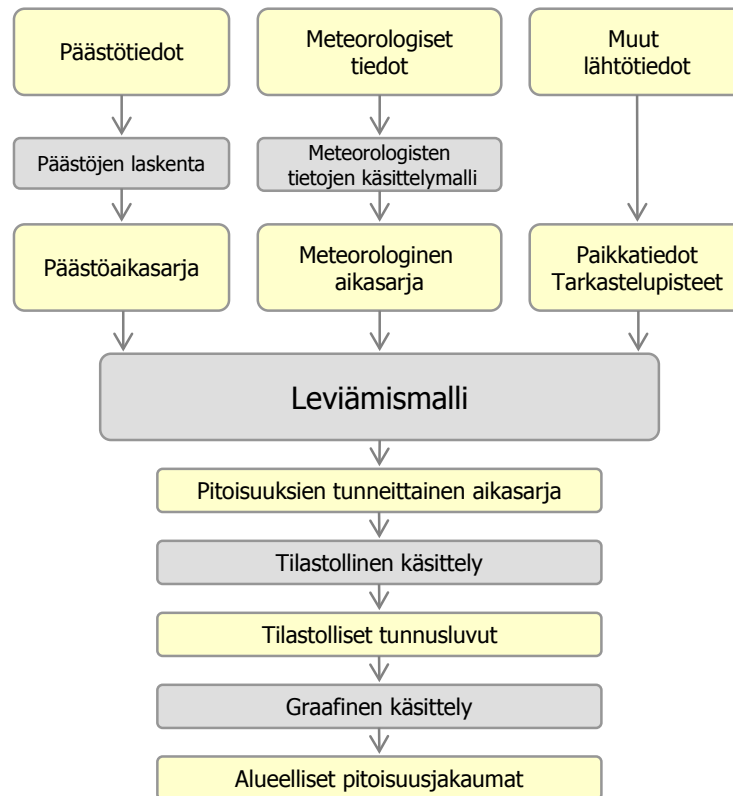 Päästötiedot
Meteorologiset
tiedot
Muut
lähtötiedot
Päästöjen laskenta
Meteorologisten
tietojen käsittelymalli
Päästöaikasarja
Meteorologinen
aikasarja
Paikkatiedot
Tarkastelupisteet
Leviämismalli
Pitoisuuksien tunneittainen aikasarja
Tilastollinen käsittely
Tilastolliset tunnusluvut
Graafinen käsittely
Alueelliset pitoisuusjakaumat